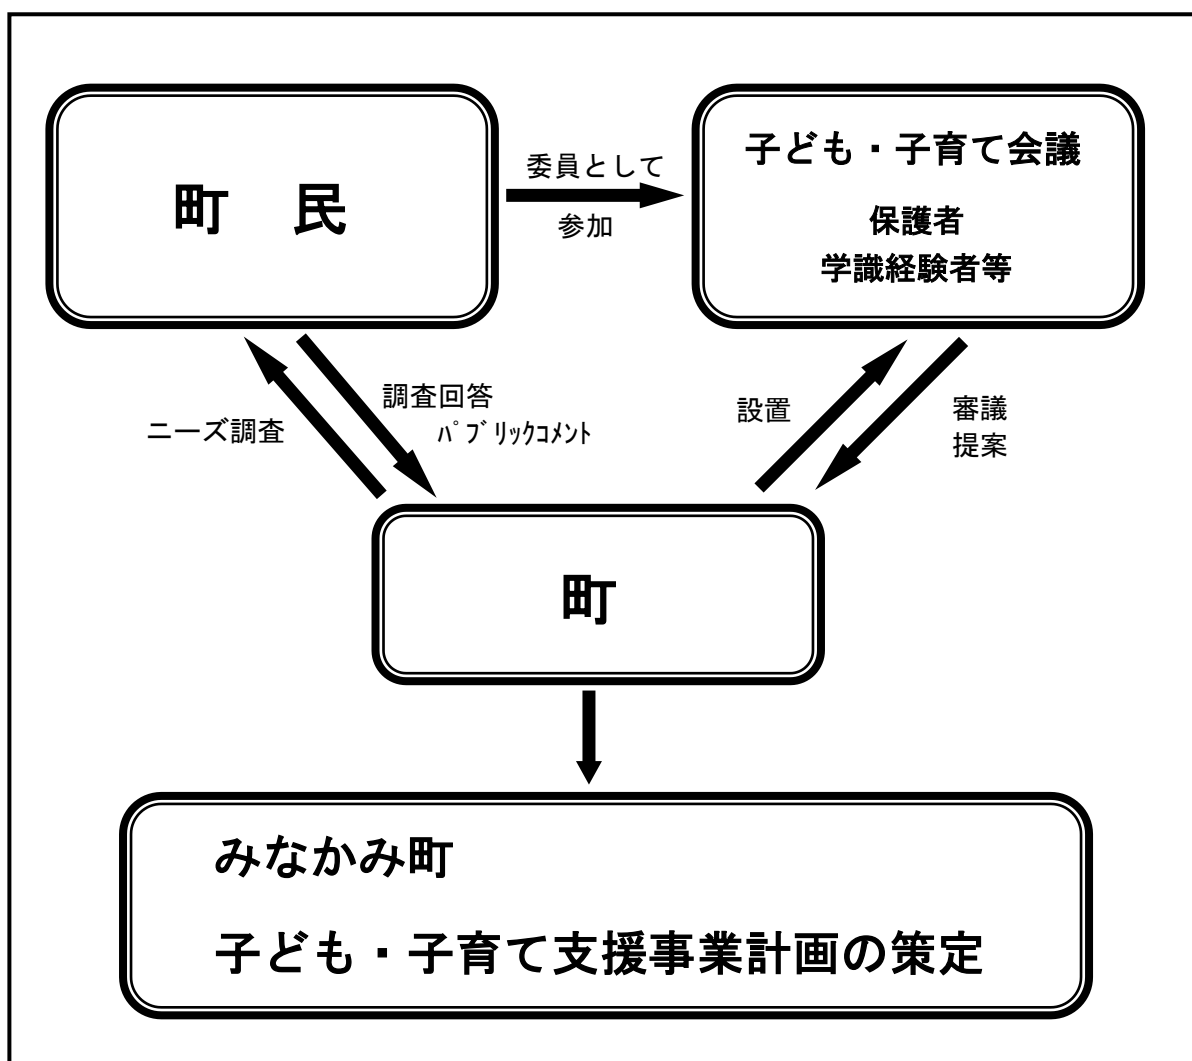 町　民
委員として
参加
子ども・子育て会議
保護者
学識経験者等
ニーズ調査
調査回答
ﾊﾟﾌﾞﾘｯｸｺﾒﾝﾄ
設置
審議
提案
町
みなかみ町
子ども・子育て支援事業計画の策定